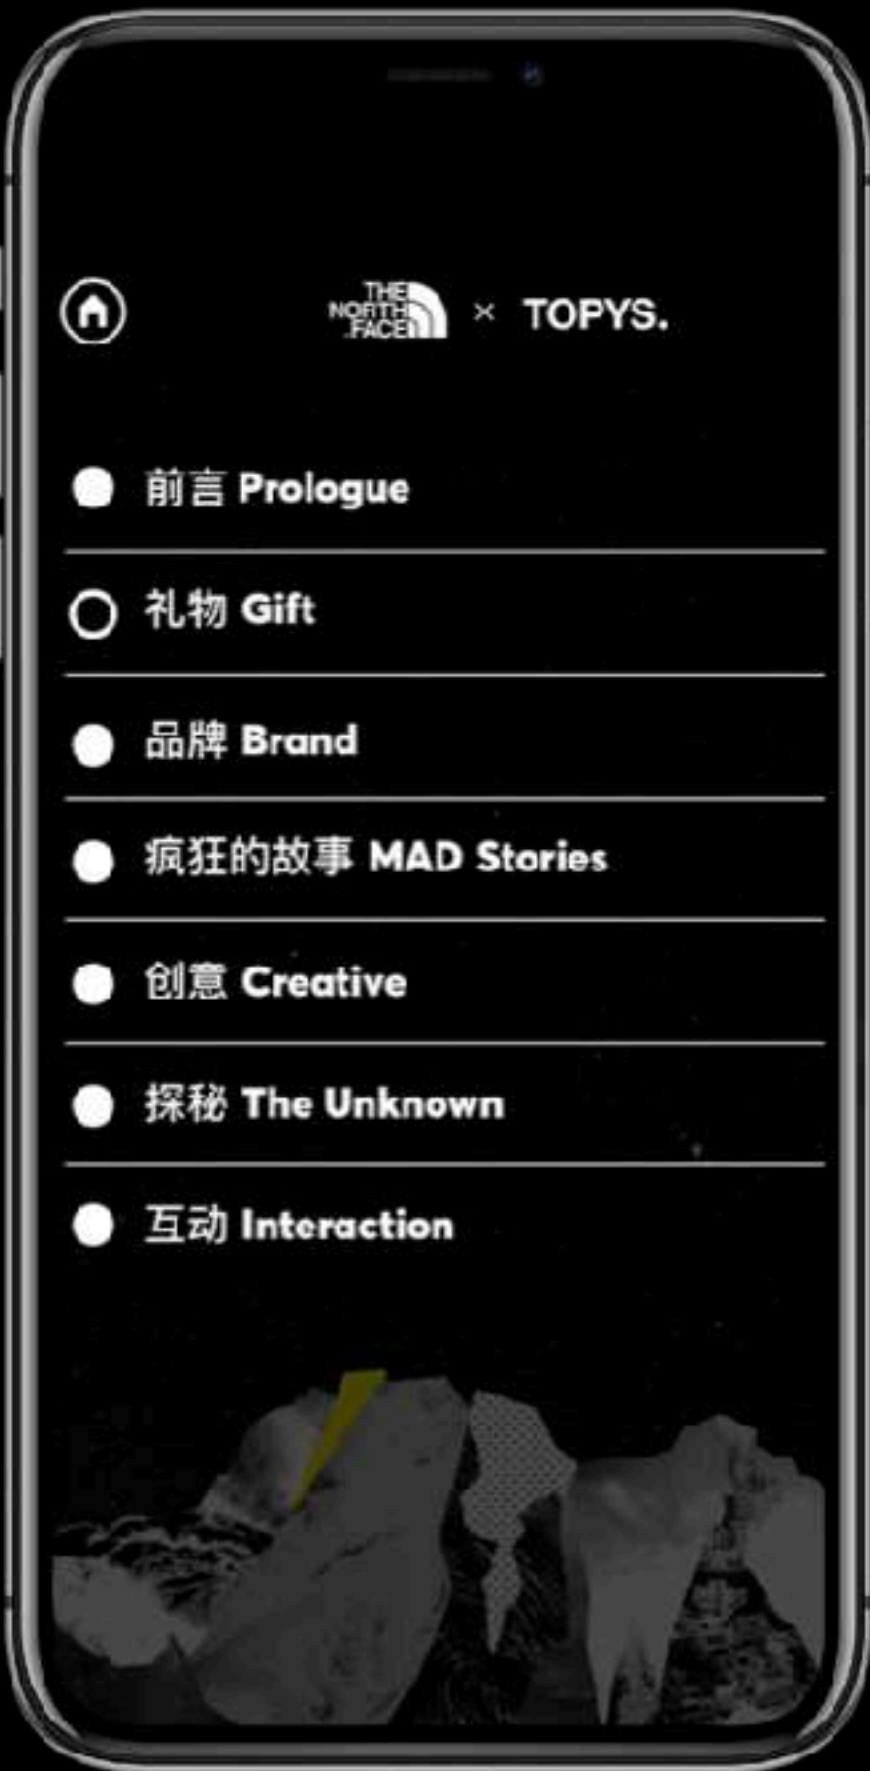 THE
NORTH
FACE
× TOPYS.
前言 Prologue
礼物 Gift
品牌 Brand
疯狂的故事 MAD Stories
创意 Creative
探秘 The Unknown
互动 Interaction